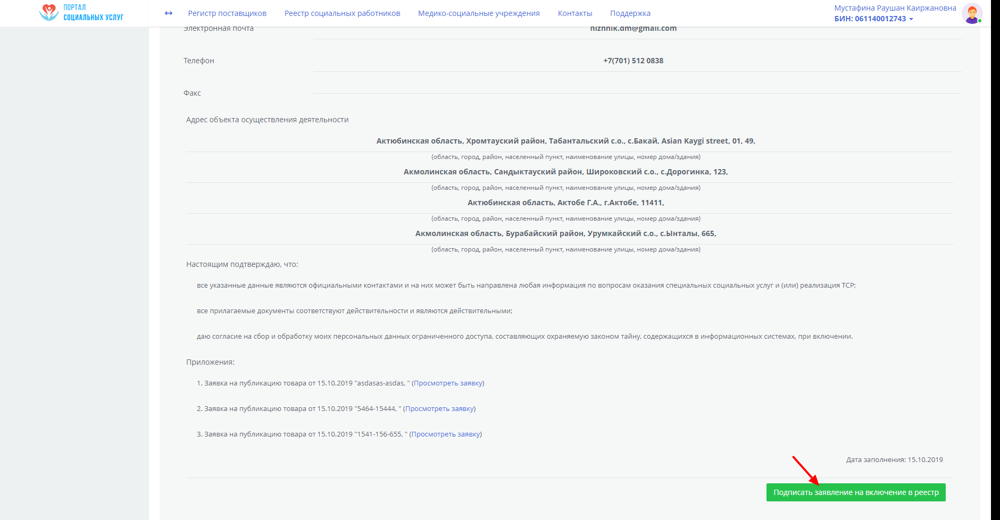 ПОРТАЛ
СОЦИАЛЬНЫХ УСЛУГ
Регистр поставщиков Реестр социальных работников Медико-социальные учреждения Контакты Поддержка
Мустафина Раушан Каиржановна
БИН: 061140012743
Электронная почта nizhnik.dm@gmail.com
Телефон +7(701) 512 0838
Факс
Адрес объекта осуществления деятельности
Актюбинская область, Хромтауский район, Табантальский с.о., с.Бакай, Asian Kaygi street, 01, 49,
(область, город, район, населенный пункт, наименование улицы, номер дома/здания)
Акмолинская область, Сандыктауский район, Широковский с.о., с.Дорогинка, 123,
(область, город, район, населенный пункт, наименование улицы, номер дома/здания)
Актюбинская область, Актобе Г.А., г.Актобе, 11411,
(область, город, район, населенный пункт, наименование улицы, номер дома/здания)
Акмолинская область, Бурабайский район, Урумкайский с.о., с.Ынталы, 665,
(область, город, район, населенный пункт, наименование улицы, номер дома/здания)
Настоящим подтверждаю, что:
все указанные данные являются официальными контактами и на них может быть направлена любая информация по вопросам оказания специальных социальных услуг и (или) реализация ТСР;
все прилагаемые документы соответствуют действительности и являются действительными;
даю согласие на сбор и обработку моих персональных данных ограниченного доступа, составляющих охраняемую законом тайну, содержащихся в информационных системах, при включении.
Приложения:
1. Заявка на публикацию товара от 15.10.2019 "asdasas-asdas, " (Просмотреть заявку)
2. Заявка на публикацию товара от 15.10.2019 "5464-15444, " (Просмотреть заявку)
3. Заявка на публикацию товара от 15.10.2019 "1541-156-655, " (Просмотреть заявку)
Дата заполнения: 15.10.2019
Подписать заявление на включение в реестр